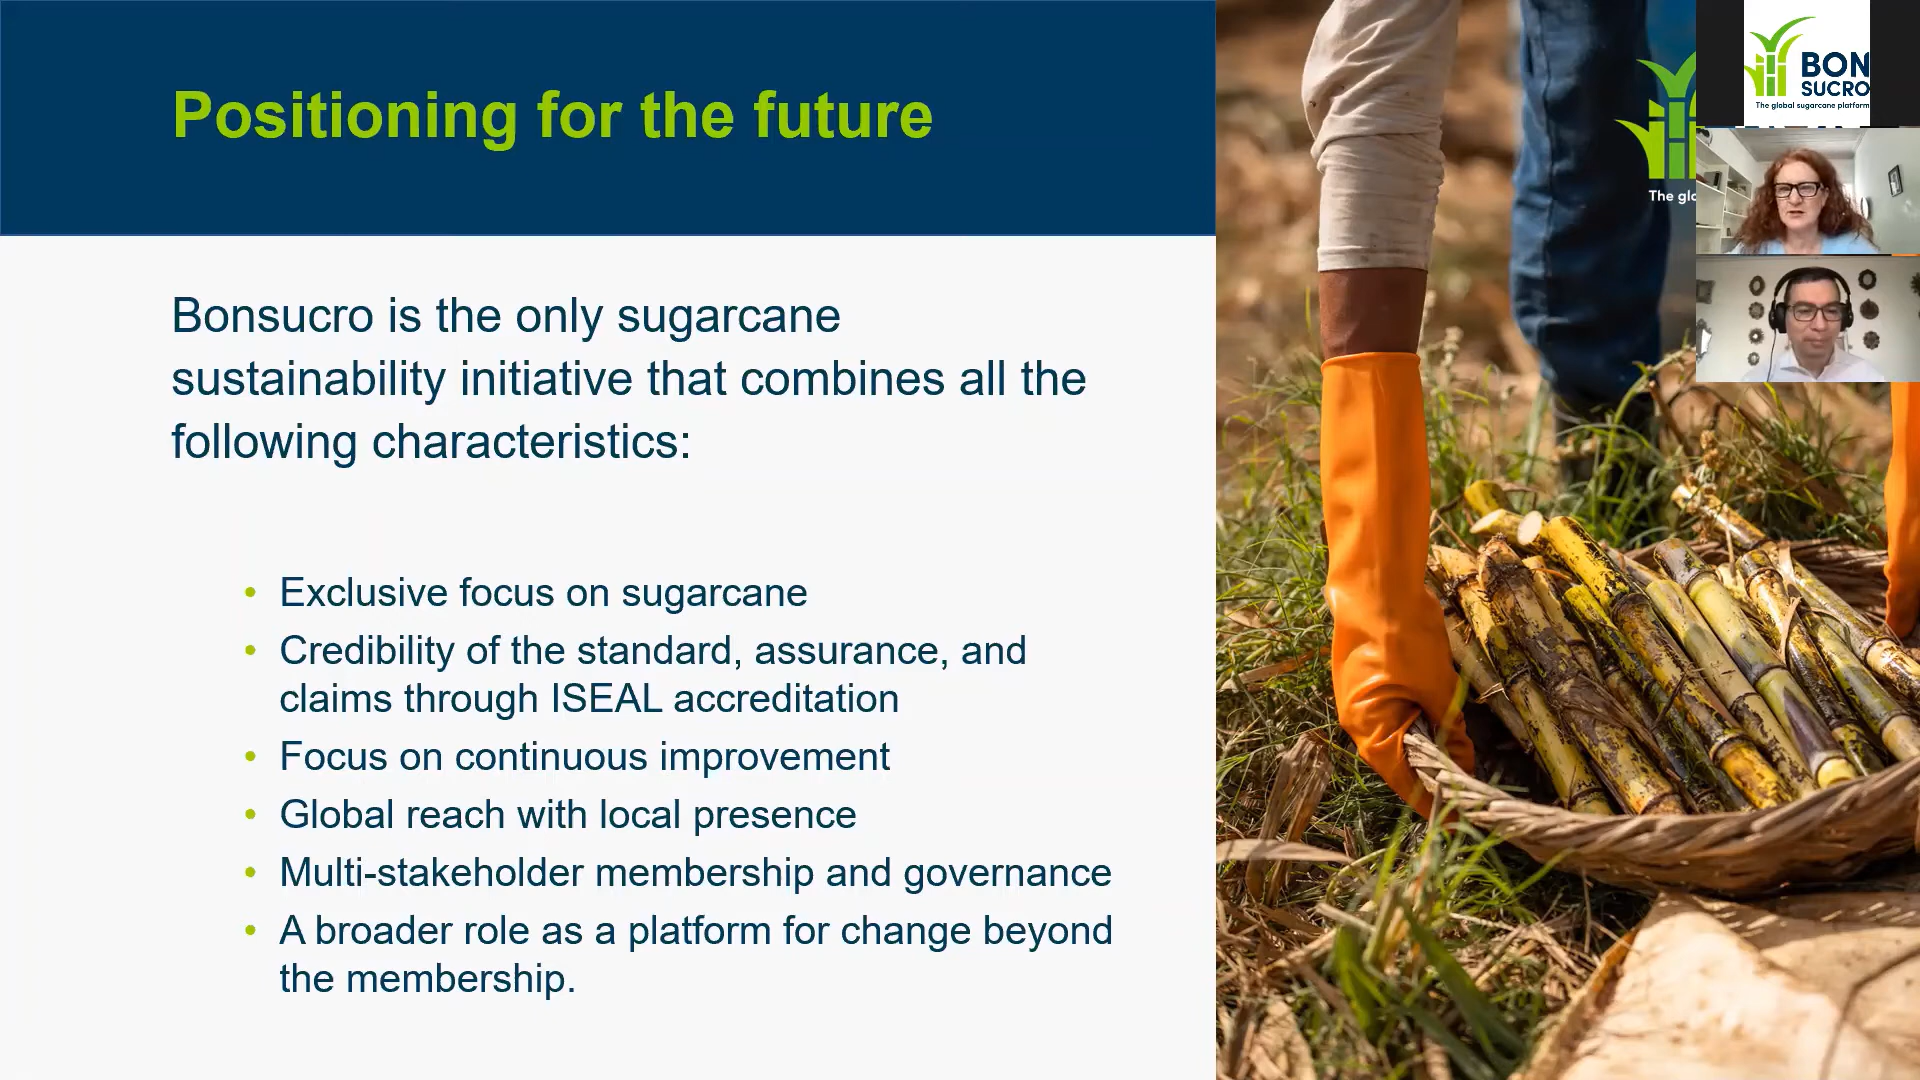 Positioning for the future
Bonsucro is the only sugarcane
sustainability initiative that combines all the
following characteristics:
• Exclusive focus on sugarcane
• Credibility of the standard, assurance, and
claims through ISEAL accreditation
• Focus on continuous improvement
• Global reach with local presence
• Multi-stakeholder membership and governance
• A broader role as a platform for change beyond
the membership.
BON
SUCRO
The global sugarcane platform
The glo